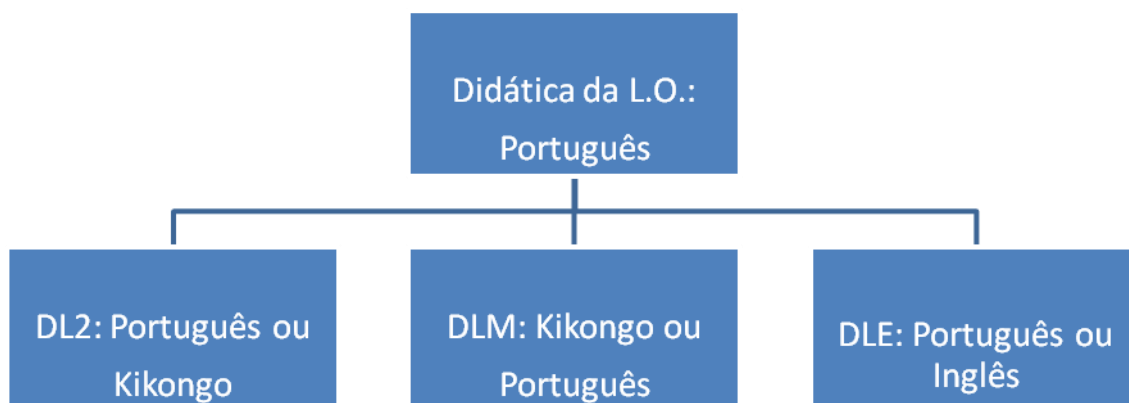 Didática da L.O.:
Português
DL2: Português ou
Kikongo
DLM: Kikongo ou
Português
DLE: Português ou
Inglês